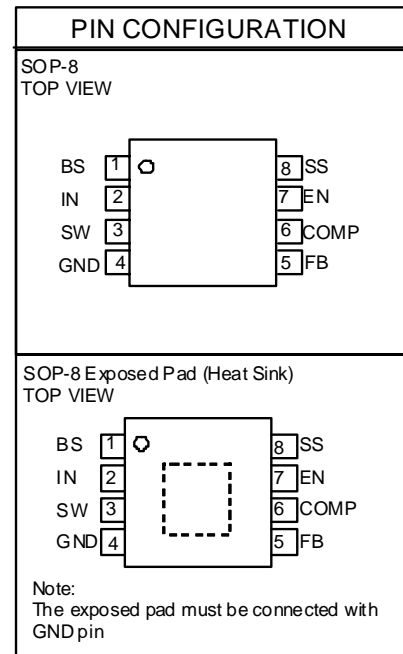 PIN CONFIGURATION
SOP-8
TOP VIEW
BS 1 8 SS
IN 2 7 EN
SW 3 6 COMP
GND 4 5 FB
SOP-8 Exposed Pad (Heat Sink)
TOP VIEW
BS 1 8 SS
IN 2 7 EN
SW 3 6 COMP
GND 4 5 FB
Note:
The exposed pad must be connected with
GND pin